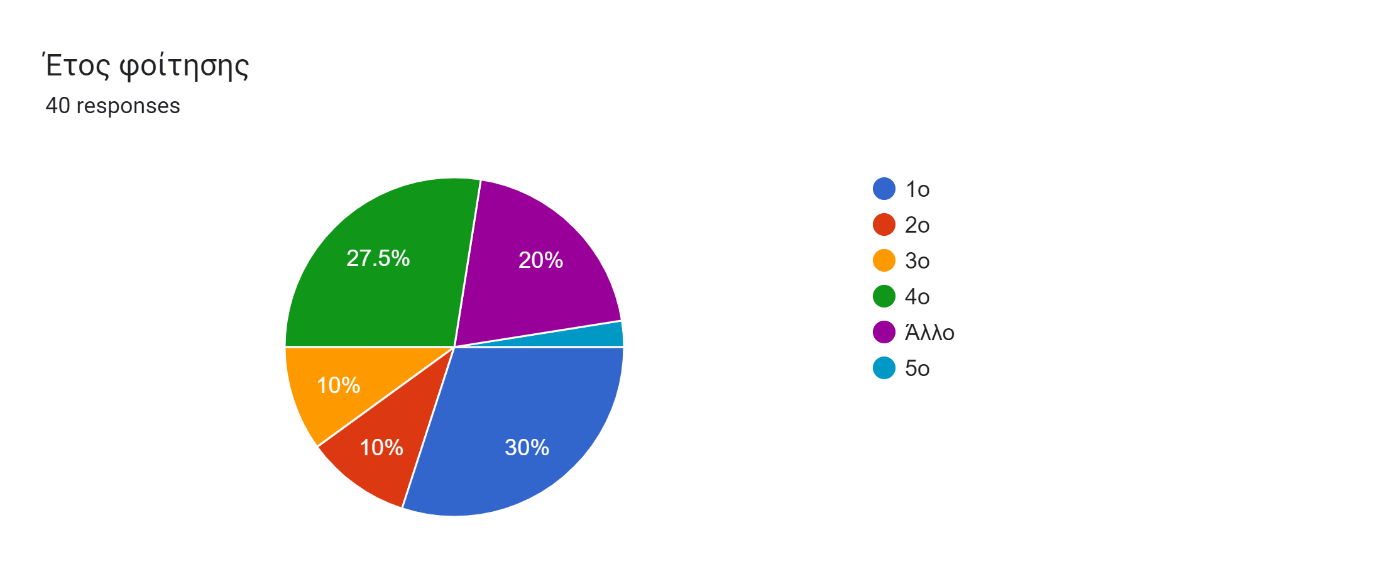 Έτος φοίτησης
40 responses
27.5%
20%
10%
10%
30%
1ο
2ο
3ο
4ο
Άλλο
5ο